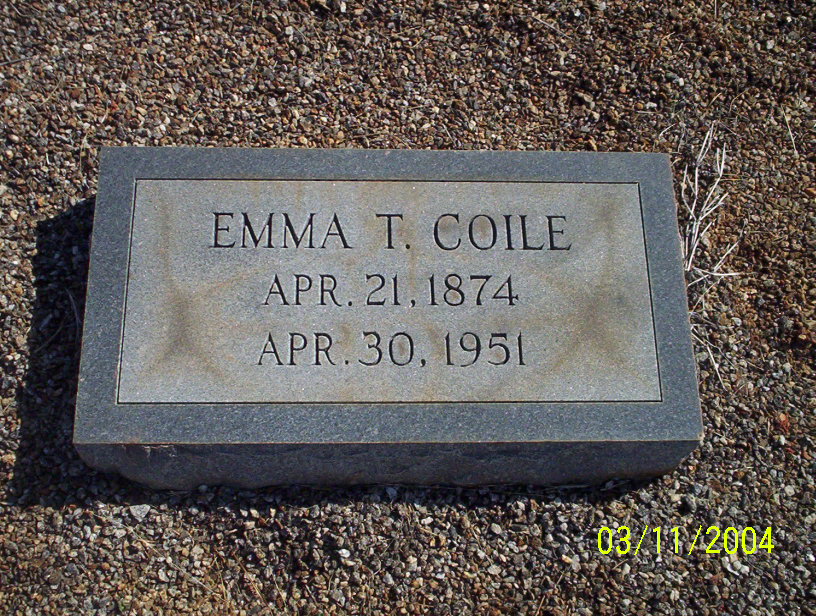 EMMA T. COILE
APR. 21, 1874
APR. 30, 1951
03/11/2004